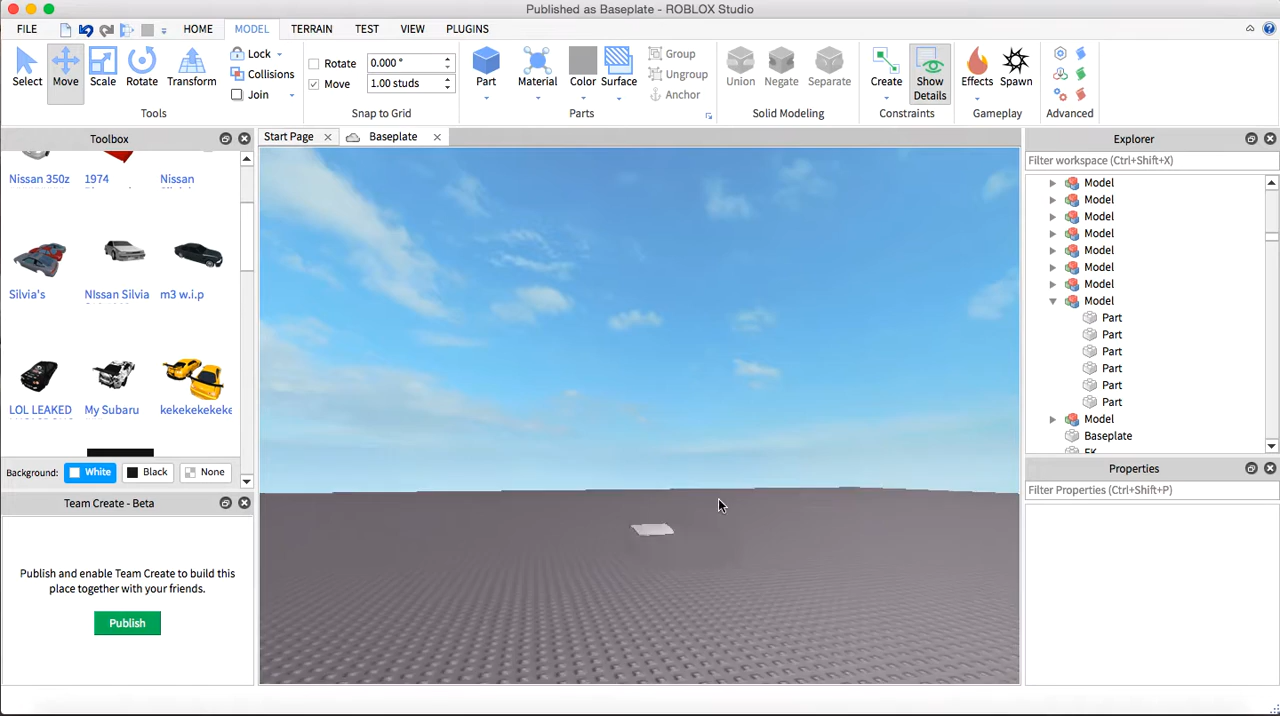 Published as Baseplate - ROBLOX Studio
FILE
HOME
MODEL
TERRAIN
TEST
VIEW
PLUGINS
Select
Move
Scale
Rotate
Transform
Lock
Collisions
Join
Tools
Rotate
0.000 °
Move
1.00 studs
Snap to Grid
Part
Material
Color
Surface
Group
Ungroup
Anchor
Parts
Union
Negate
Separate
Solid Modeling
Create
Show
Details
Constraints
Effects
Spawn
Gameplay
Advanced
Toolbox
Nissan 350z
1974
Nissan
Silvia's
NIssan Silvia
m3 w.i.p
LOL LEAKED
My Subaru
kekekekekeke
Background:
White
Black
None
Team Create - Beta
Publish and enable Team Create to build this
place together with your friends.
Publish
Start Page
Baseplate
Explorer
Filter workspace (Ctrl+Shift+X)
Model
Model
Model
Model
Model
Model
Model
Model
Part
Part
Part
Part
Part
Part
Model
Baseplate
Properties
Filter Properties (Ctrl+Shift+P)